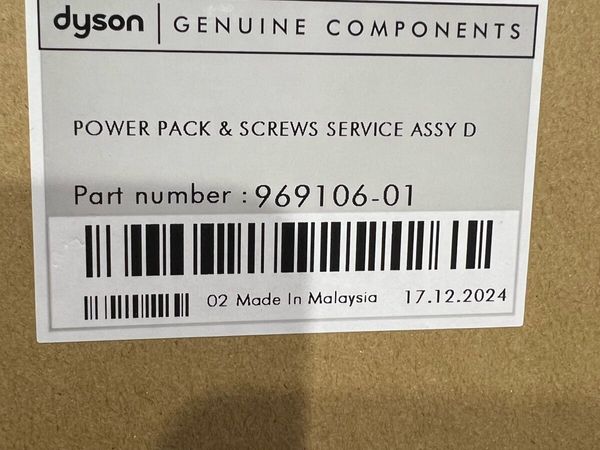 dyson | GENUINE COMPONENTS
POWER PACK & SCREWS SERVICE ASSY D
Part number : 969106-01
02 Made In Malaysia 17.12.2024